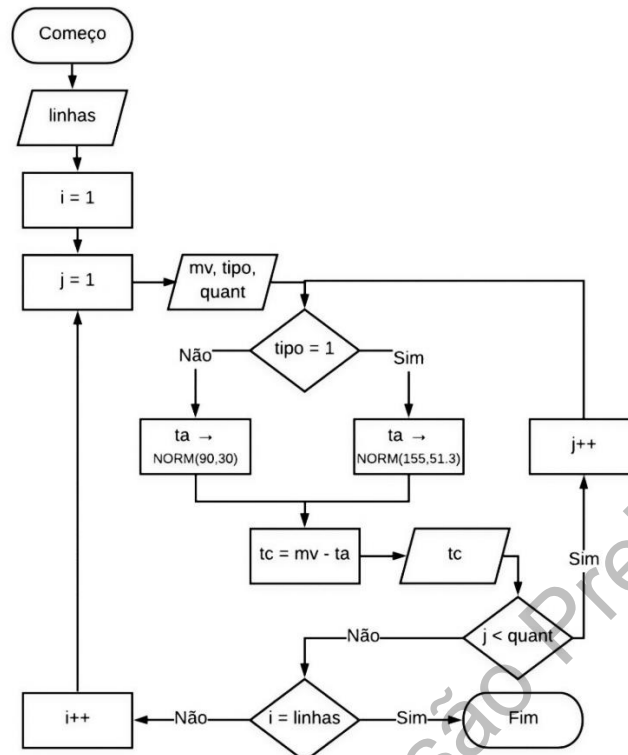 Começo
linhas
i = 1
j = 1
mv, tipo,
quant
tipo = 1
Não
Sim
ta →
NORM(90,30)
ta →
NORM(155,51.3)
j++
tc = mv - ta
tc
Sim
j < quant
Não
i++
Não
i = linhas
Sim
Fim